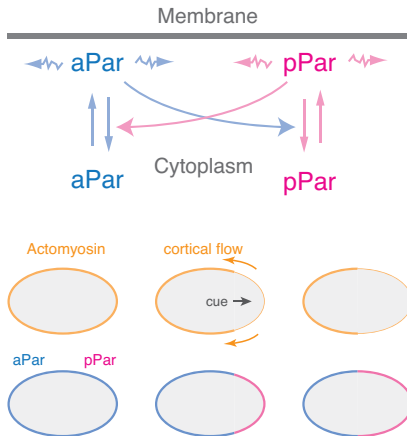 Membrane
aPar pPar
Cytoplasm
aPar pPar
Actomyosin cortical flow
cue
aPar pPar